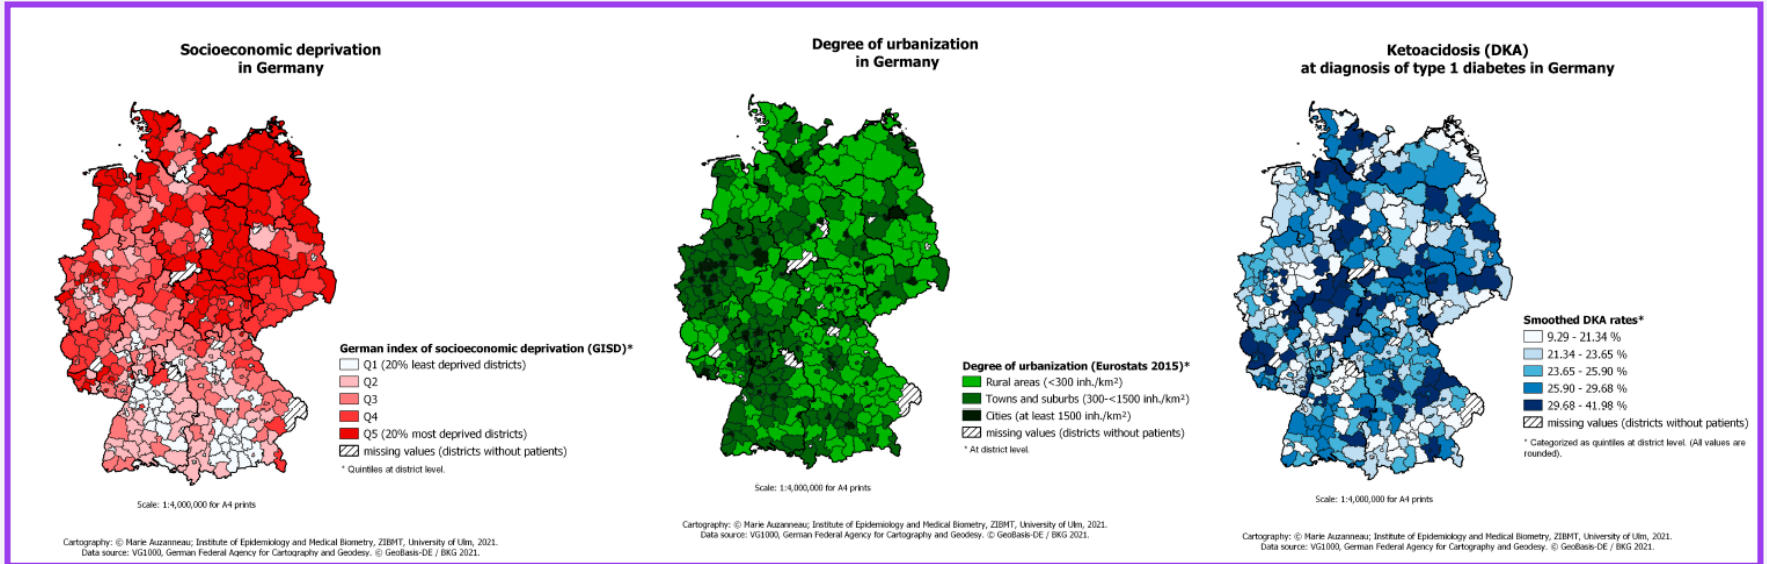 Socioeconomic deprivation
in Germany
German index of socioeconomic deprivation (GISD)*
Q1 (20% least deprived districts)
Q2
Q3
Q4
Q5 (20% most deprived districts)
missing values (districts without patients)
* Quintiles at district level.
Scale: 1:4,000,000 for A4 prints
Cartography: © Marie Auzanneau; Institute of Epidemiology and Medical Biometry, ZIBMT, University of Ulm, 2021.
Data source: VG1000, German Federal Agency for Cartography and Geodesy. © GeoBasis-DE / BKG 2021.
Degree of urbanization
in Germany
Degree of urbanization (Eurostats 2015)*
Rural areas (<300 inh./km²)
Towns and suburbs (300-<1500 inh./km²)
Cities (at least 1500 inh./km²)
missing values (districts without patients)
* At district level.
Scale: 1:4,000,000 for A4 prints
Cartography: © Marie Auzanneau; Institute of Epidemiology and Medical Biometry, ZIBMT, University of Ulm, 2021.
Data source: VG1000, German Federal Agency for Cartography and Geodesy. © GeoBasis-DE / BKG 2021.
Ketoacidosis (DKA)
at diagnosis of type 1 diabetes in Germany
Smoothed DKA rates*
9.29 - 21.34 %
21.34 - 23.65 %
23.65 - 25.90 %
25.90 - 29.68 %
29.68 - 41.98 %
missing values (districts without patients)
* Categorized as quintiles at district level. (All values are
rounded).
Scale: 1:4,000,000 for A4 prints
Cartography: © Marie Auzanneau; Institute of Epidemiology and Medical Biometry, ZIBMT, University of Ulm, 2021.
Data source: VG1000, German Federal Agency for Cartography and Geodesy. © GeoBasis-DE / BKG 2021.